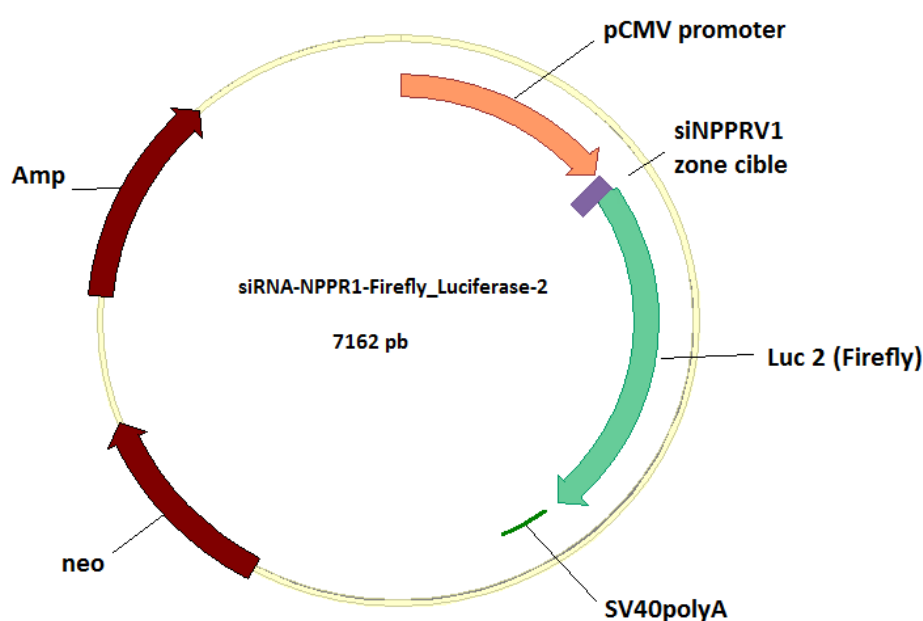 pCMV promoter
siNPPRV1
zone cible
Amp
siRNA-NPPR1-Firefly_Luciferase-2
7162 pb
Luc 2 (Firefly)
neo
SV40polyA